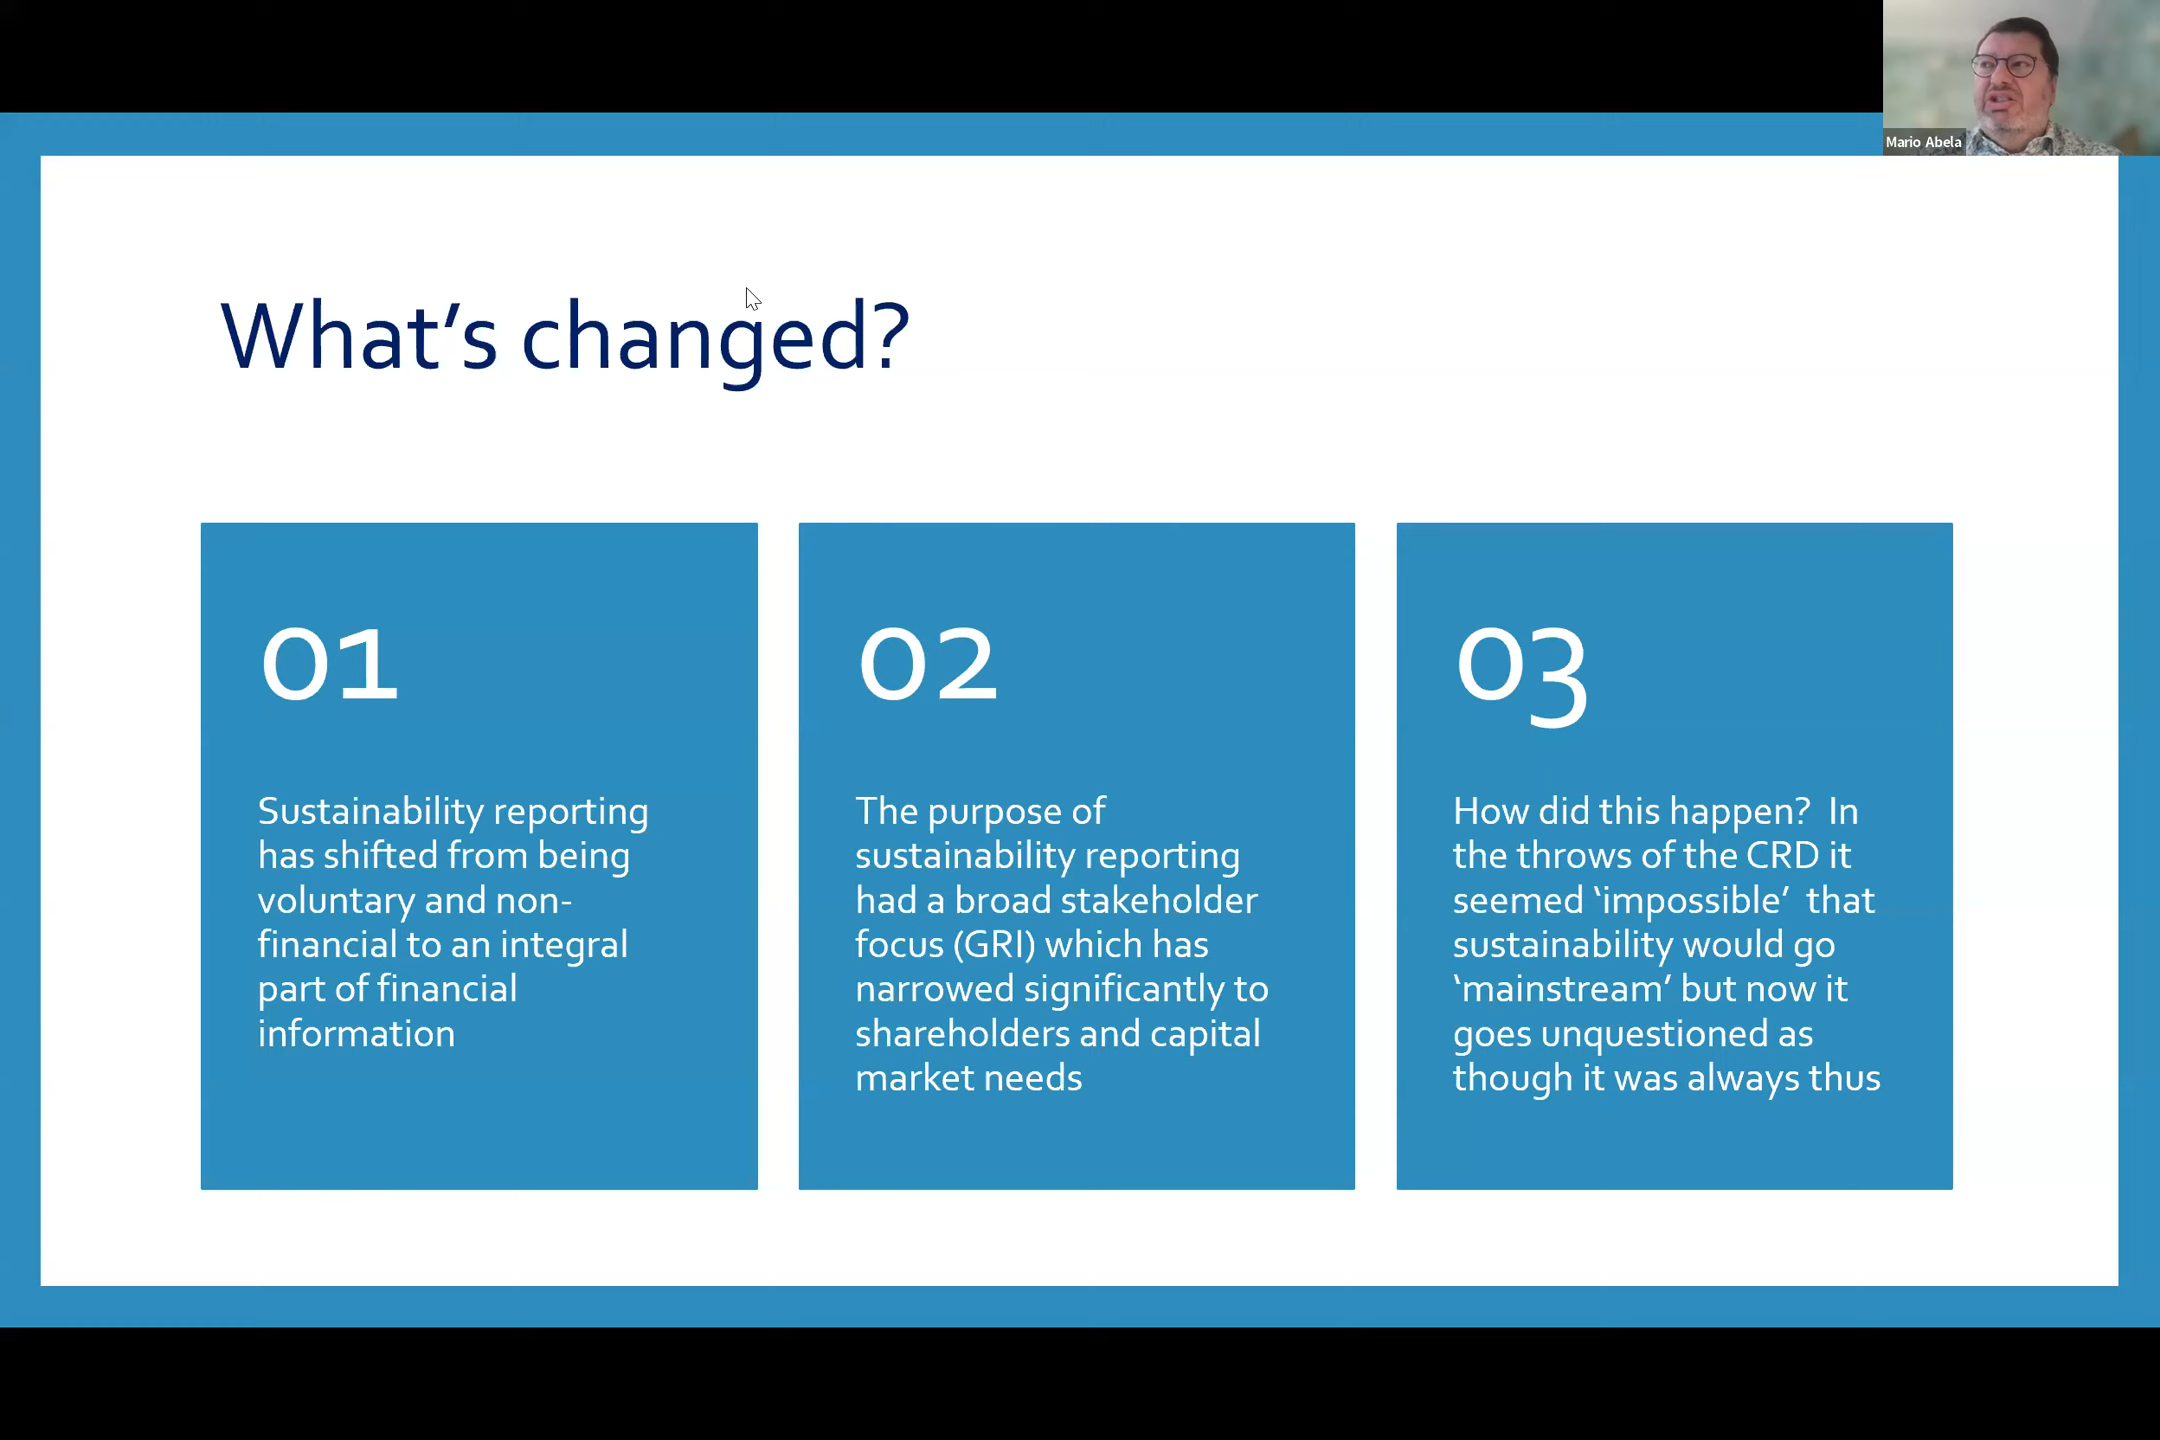 Mario Abela
What’s changed?
01
Sustainability reporting
has shifted from being
voluntary and non-
financial to an integral
part of financial
information
02
The purpose of
sustainability reporting
had a broad stakeholder
focus (GRI) which has
narrowed significantly to
shareholders and capital
market needs
03
How did this happen?  In
the throws of the CRD it
seemed ‘impossible’  that
sustainability would go
‘mainstream’ but now it
goes unquestioned as
though it was always thus